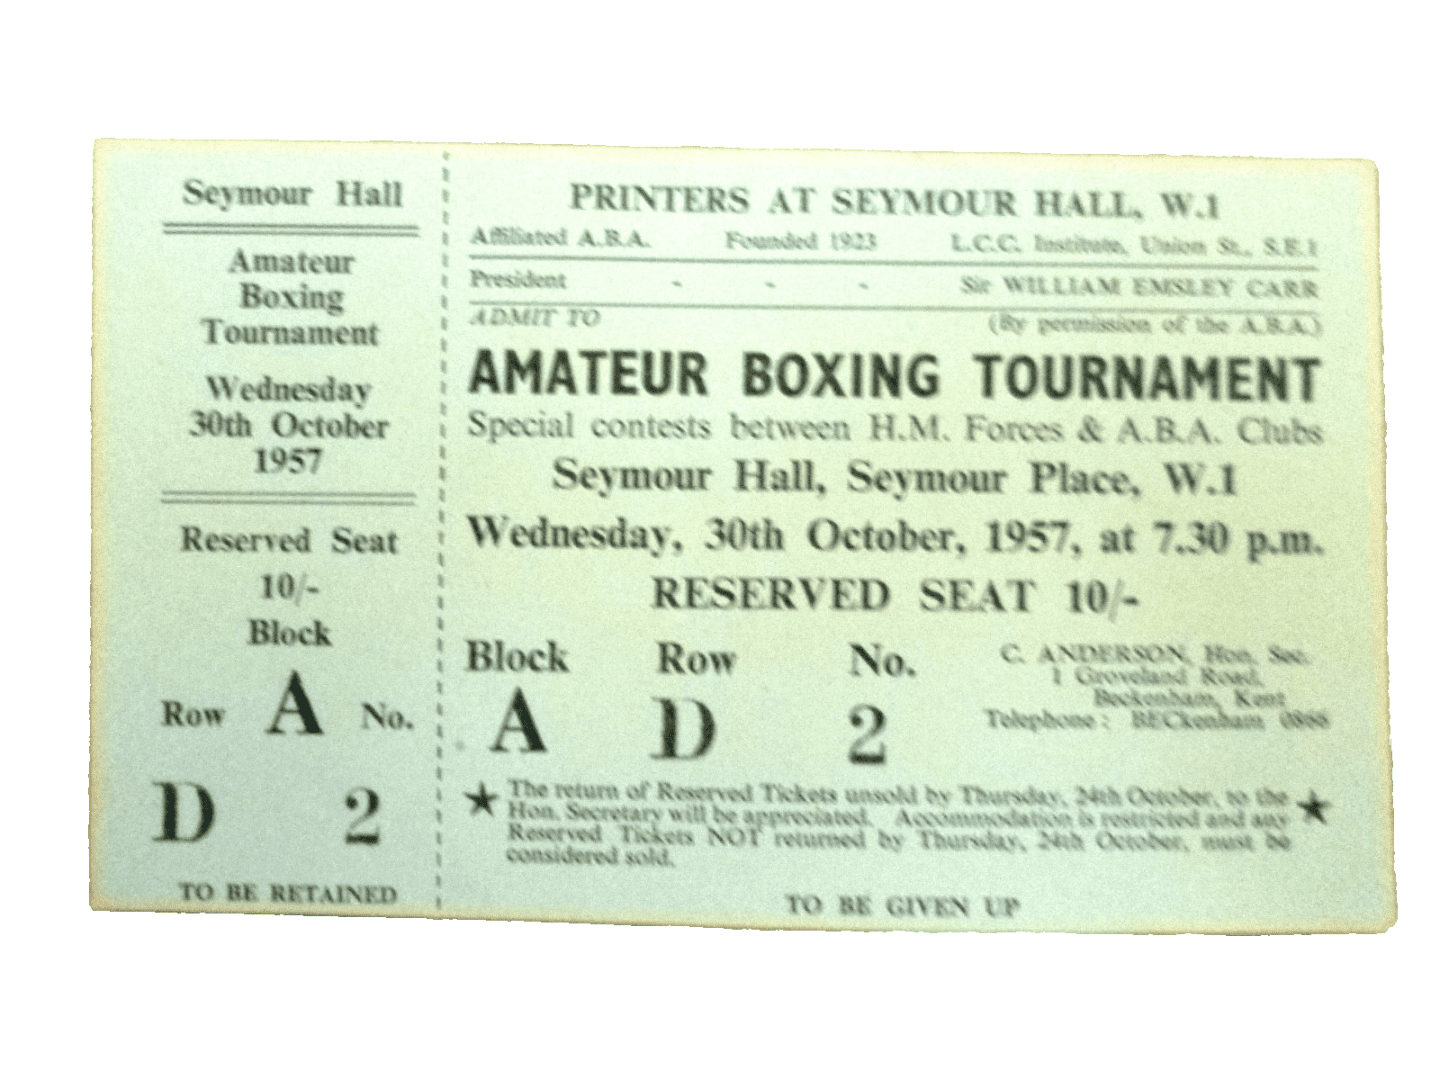 Seymour Hall
Amateur
Boxing
Tournament
Wednesday
30th October
1957
Reserved Seat
10/-
Block
Row A No.
D 2
TO BE RETAINED
PRINTERS AT SEYMOUR HALL, W.1
Affiliated A.B.A. Founded 1923 L.C.C. Institute, Union St., S.E.1
President - - - Sir WILLIAM EMSLEY CARR
ADMIT TO (By permission of the A.B.A.)
AMATEUR BOXING TOURNAMENT
Special contests between H.M. Forces & A.B.A. Clubs
Seymour Hall, Seymour Place, W.1
Wednesday, 30th October, 1957, at 7.30 p.m.
RESERVED SEAT 10/-
Block Row No.
A D 2
C. ANDERSON, Hon. Sec.
1 Groveland Road,
Beckenham, Kent
Telephone : BECkenham
★ The return of Reserved Tickets unsold by Thursday, 24th October, to the ★
Hon. Secretary will be appreciated. Accommodation is restricted and any
Reserved Tickets NOT returned by Thursday, 24th October, must be
considered sold.
TO BE GIVEN UP